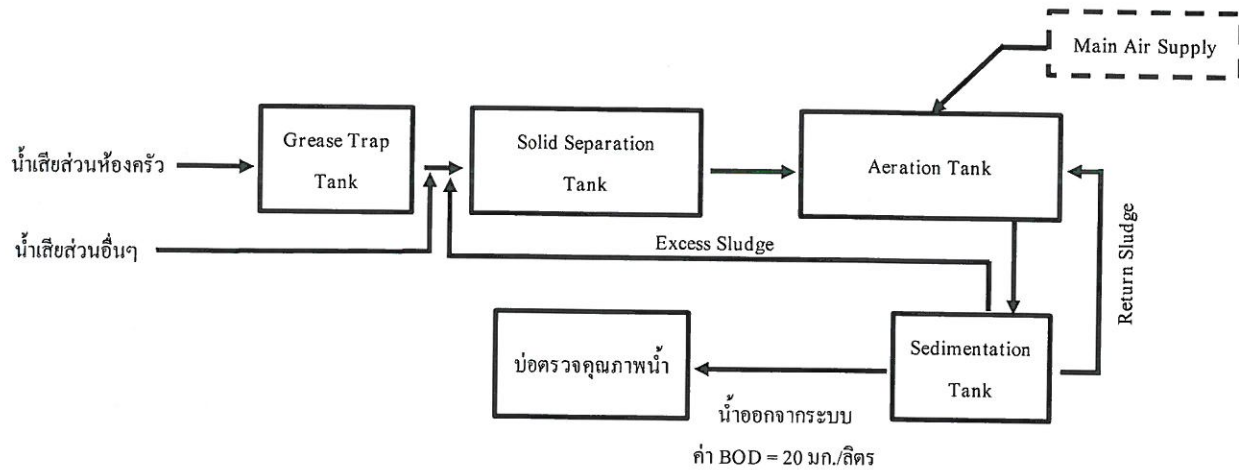 Main Air Supply
Grease Trap
Tank
Solid Separation
Tank
Aeration Tank
น้ำเสียส่วนห้องครัว
น้ำเสียส่วนอื่นๆ
Excess Sludge
Return Sludge
บ่อตรวจคุณภาพน้ำ
Sedimentation
Tank
น้ำออกจากระบบ
ค่า BOD = 20 มก./ลิตร